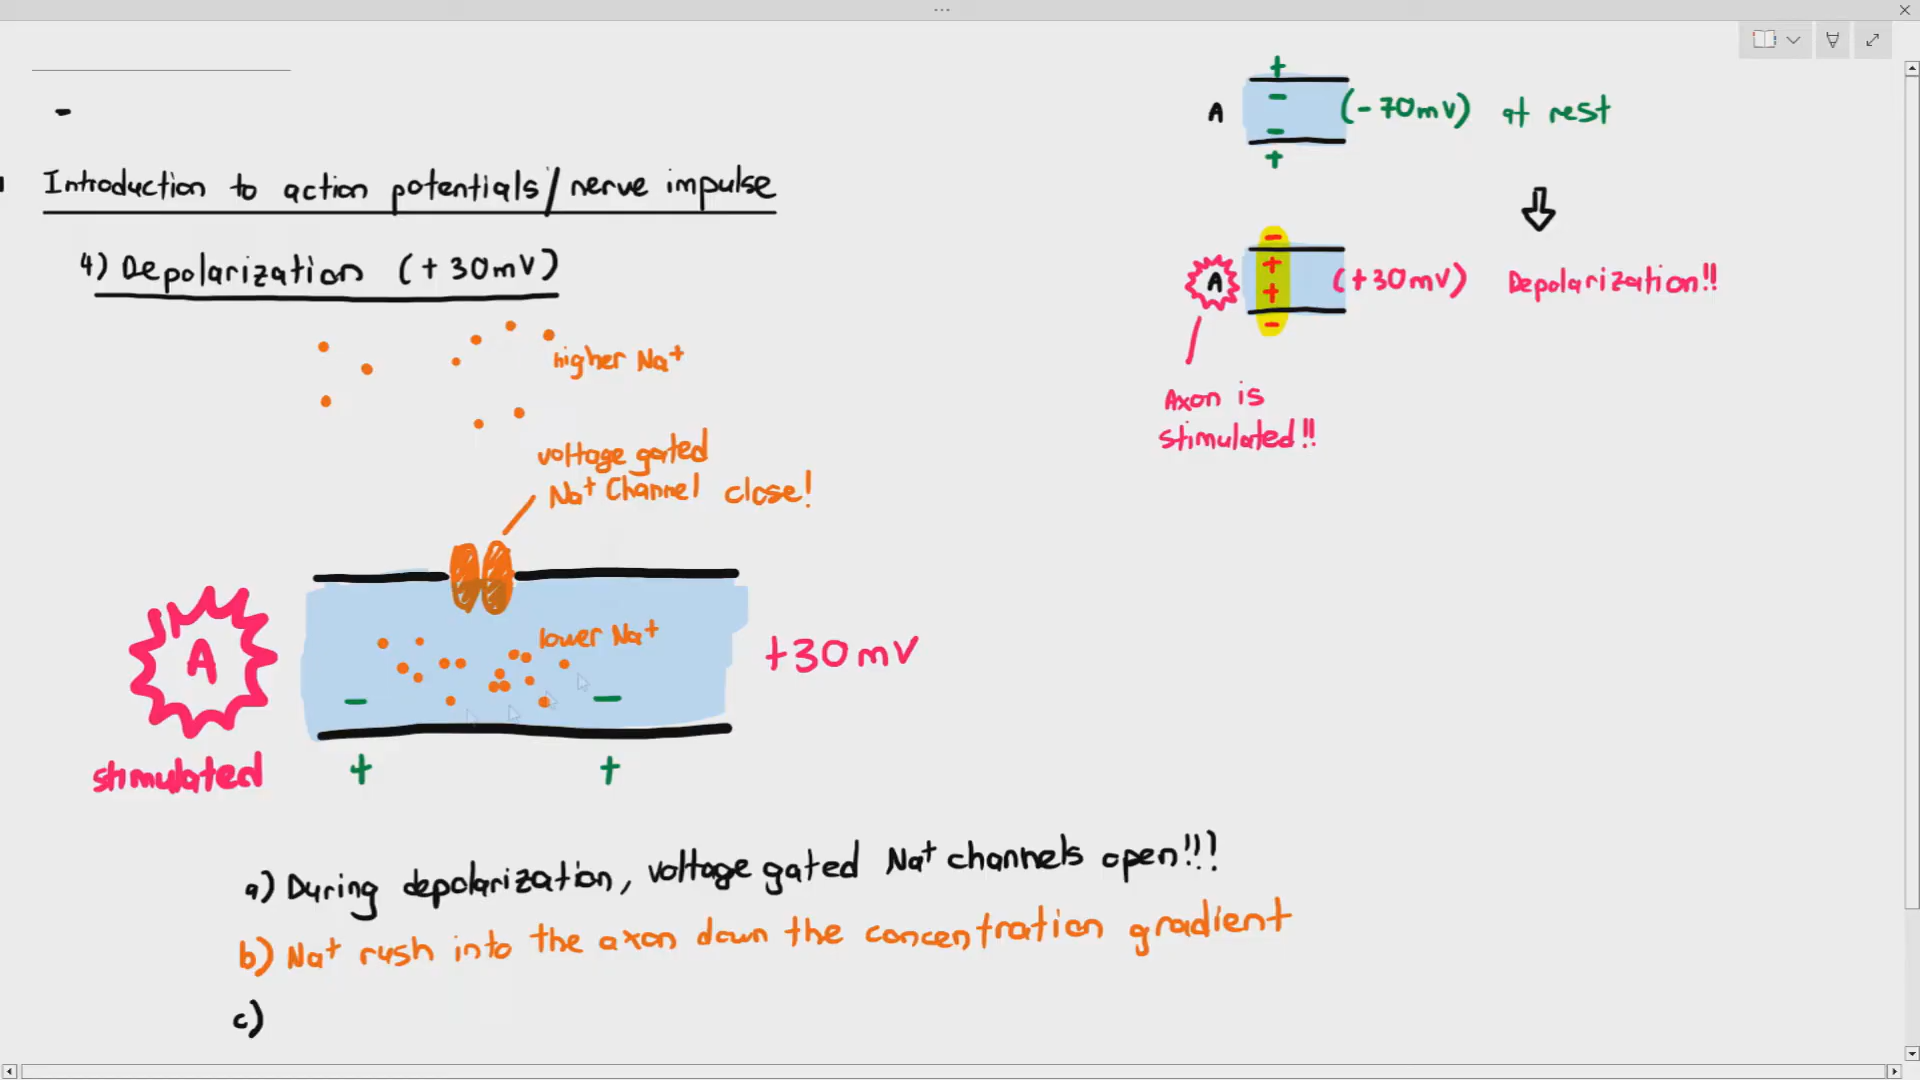 Introduction to action potentials/nerve impulse
4) Depolarization (+30mV)
higher Na+
voltage gated
Na+ Channel close!
lower Na+
A
stimulated
+30mV
-
-
+
+
a) During depolarization, voltage gated Na+ channels open!!!
b) Na+ rush into the axon down the concentration gradient
c)
+
A - (-70mV) at rest
-
+
-
A + (+30mV) Depolarization!!
+
-
Axon is
stimulated!!